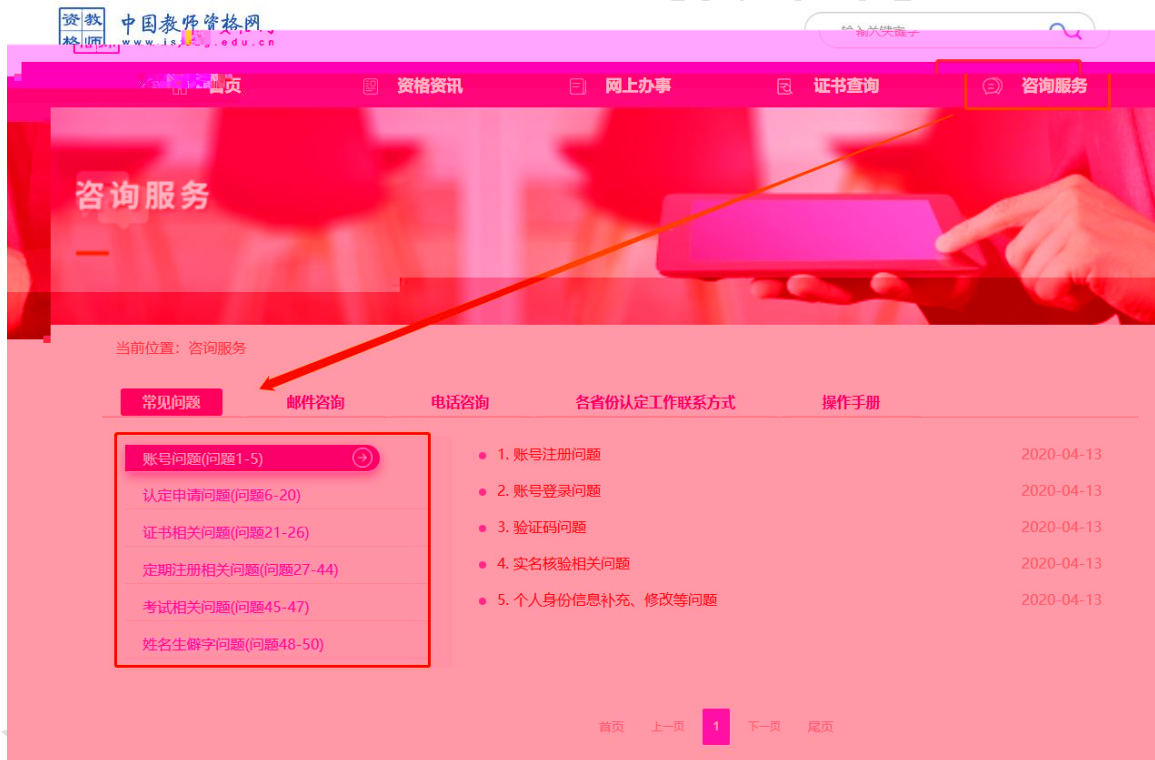 资教 中国教师资格网
格师
资格资讯 网上办事 证书查询 咨询服务
咨询服务
当前位置：咨询服务
常见问题 邮件咨询 电话咨询 各省份认定工作联系方式 操作手册
账号问题(问题1-5)
认定申请问题(问题6-20)
证书相关问题(问题21-26)
定期注册相关问题(问题27-44)
考试相关问题(问题45-47)
姓名生僻字问题(问题48-50)
1. 账号注册问题 2020-04-13
2. 账号登录问题 2020-04-13
3. 验证码问题 2020-04-13
4. 实名核验相关问题 2020-04-13
5. 个人身份信息补充、修改等问题 2020-04-13
首页 上一页 1 下一页 尾页